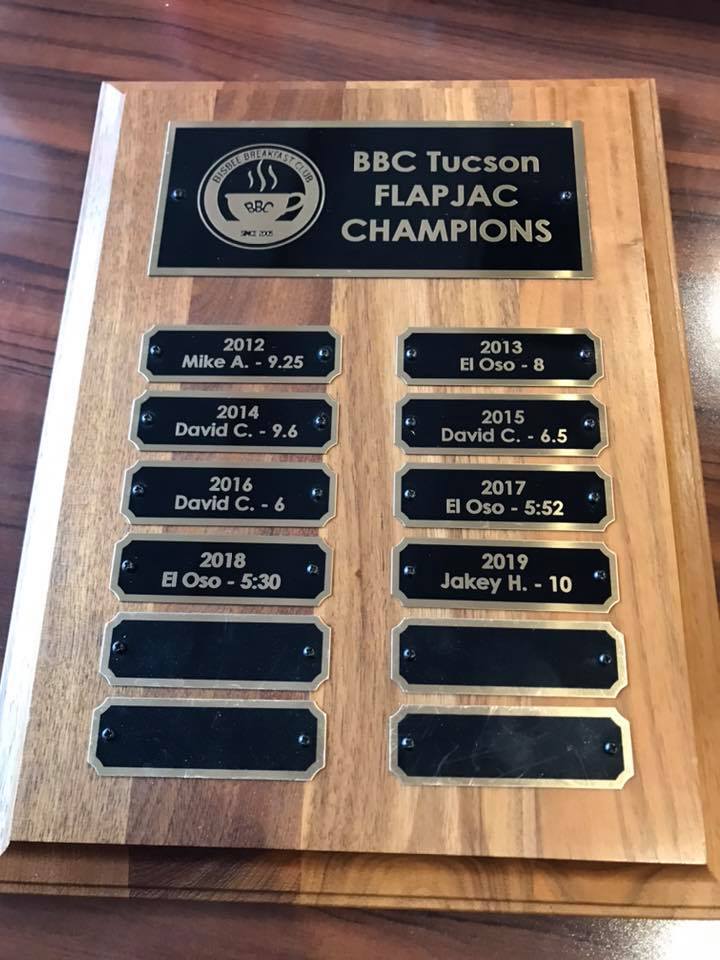 BISBEE BREAKFAST CLUB
BBC
SINCE 2005
BBC Tucson
FLAPJAC
CHAMPIONS
2012
Mike A. - 9.25
2013
El Oso - 8
2014
David C. - 9.6
2015
David C. - 6.5
2016
David C. - 6
2017
El Oso - 5:52
2018
El Oso - 5:30
2019
Jakey H. - 10